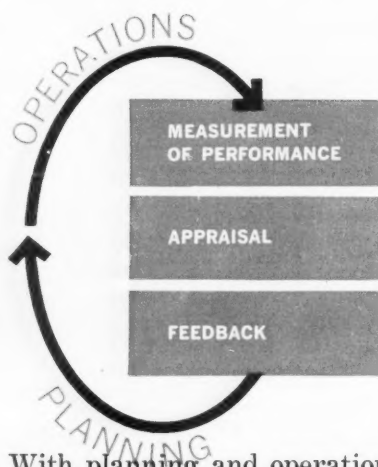 OPERATIONS
MEASUREMENT
OF PERFORMANCE
APPRAISAL
FEEDBACK
PLANNING
With planning and operation